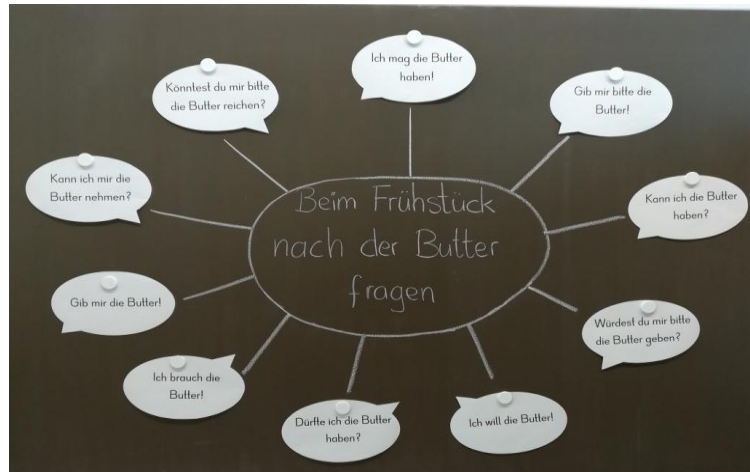 Ich mag die Butter
haben!
Könntest du mir bitte
die Butter reichen?
Gib mir bitte die
Butter!
Kann ich mir die
Butter nehmen?
Kann ich die Butter
haben?
Beim Frühstück
nach der Butter
fragen
Gib mir die Butter!
Würdest du mir bitte
die Butter geben?
Ich brauch die
Butter!
Dürfte ich die Butter
haben?
Ich will die Butter!